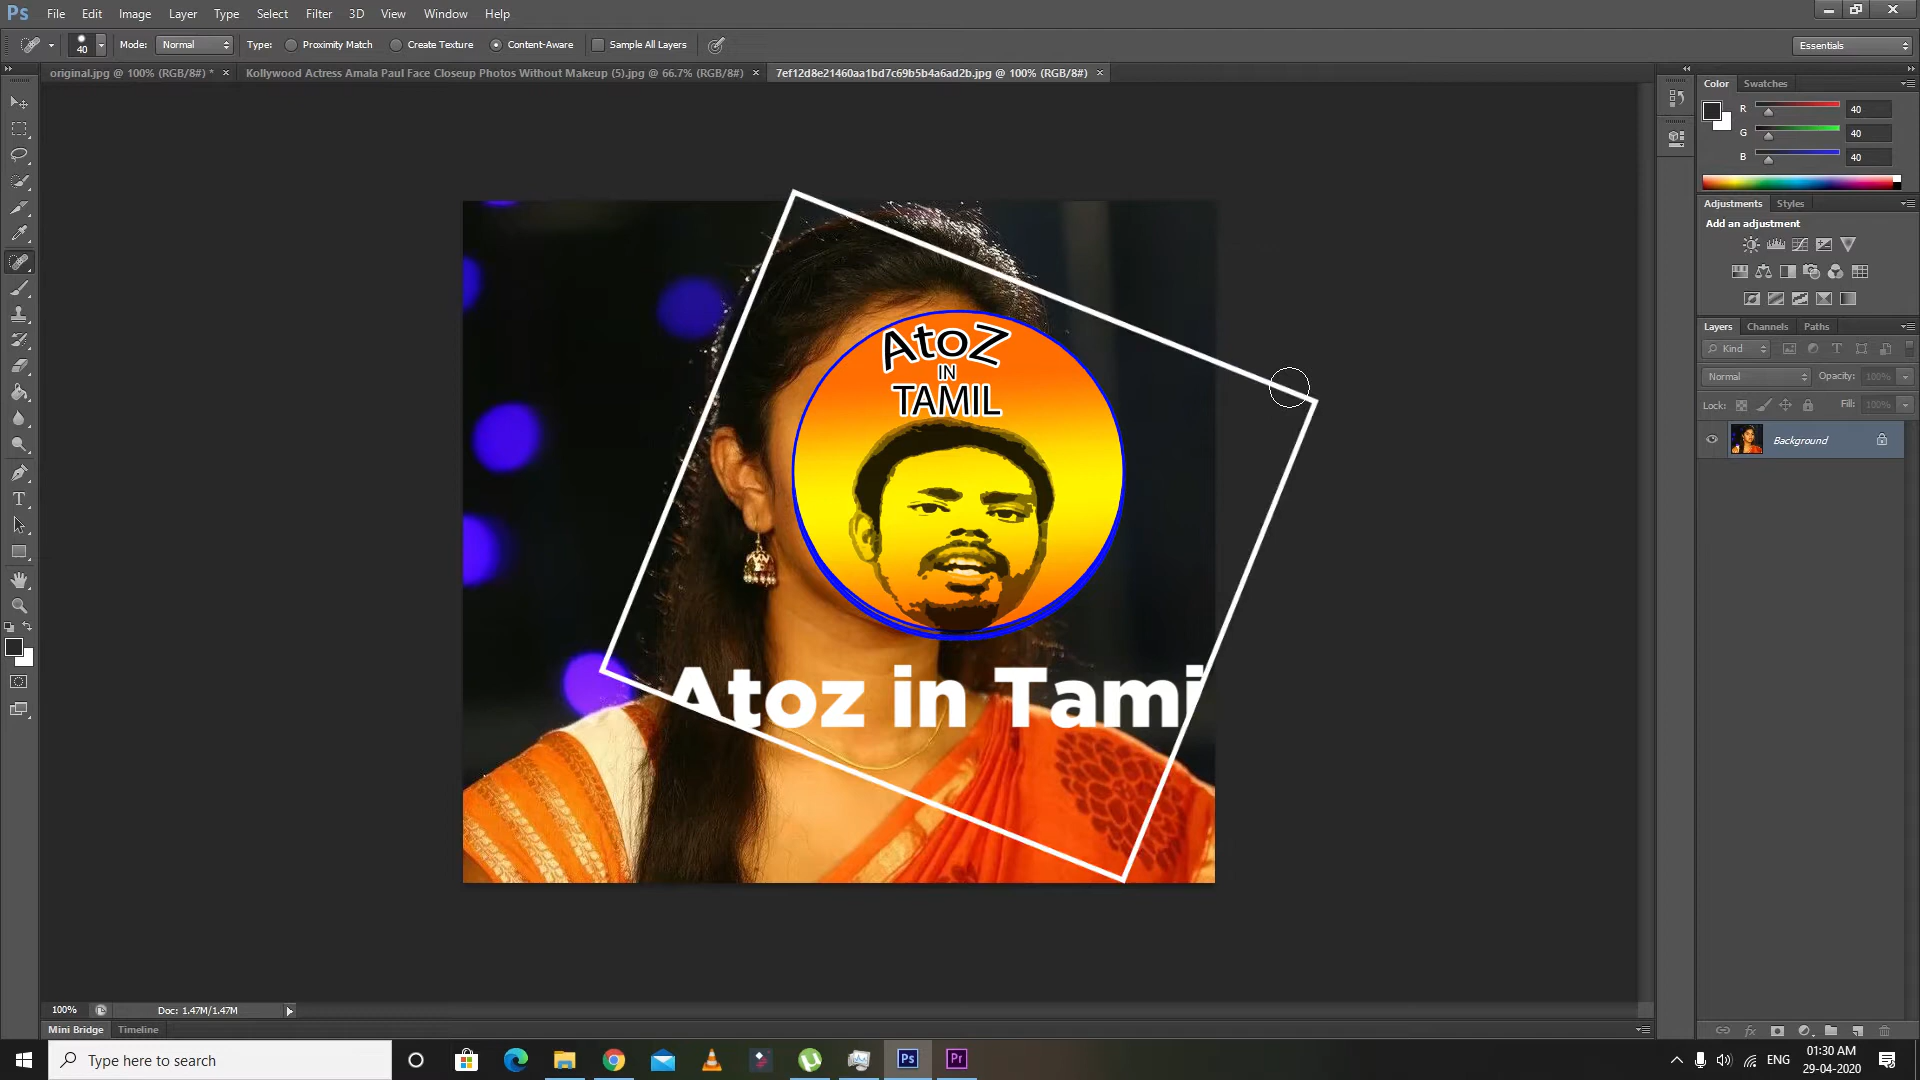 Ps File Edit Image Layer Type Select Filter 3D View Window Help
40 Mode: Normal Type: Proximity Match Create Texture Content-Aware Sample All Layers Essentials
original.jpg @ 100% (RGB/8#) * × Kollywood Actress Amala Paul Face Closeup Photos Without Makeup (5).jpg @ 66.7% (RGB/8#) × 7ef12d8e21460aa1bd7c69b5b4a6ad2b.jpg @ 100% (RGB/8#) ×
Color Swatches
R 40
G 40
B 40
Adjustments Styles
Add an adjustment
Layers Channels Paths
Kind
Normal Opacity: 100%
Lock: Fill: 100%
Background
AtoZ
IN
TAMIL
Atoz in Tami
100% Doc: 1.47M/1.47M
Mini Bridge Timeline
Type here to search
Ps Pr
ENG
01:30 AM
29-04-2020